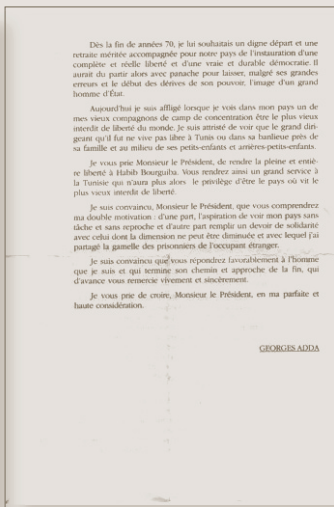 Dès la fin de années 70, je lui souhaitais un digne départ et une
retraite méritée accompagnée pour notre pays de l'instauration d'une
complète et réelle liberté et d'une vraie et durable démocratie. Il
aurait du partir alors avec panache pour laisser, malgré ses grandes
erreurs et le début des dérives de son pouvoir, l'image d'un grand
homme d'État.
Aujourd'hui je suis affligé lorsque je vois dans mon pays un de
mes vieux compagnons de camp de concentration être le plus vieux
interdit de liberté du monde. Je suis attristé de voir que le grand diri-
geant qu'il fut ne vive pas libre à Tunis ou dans sa banlieue près de
sa famille et au milieu de ses petits-enfants et arrières-petits-enfants.
Je vous prie Monsieur le Président, de rendre la pleine et entiè-
re liberté à Habib Bourguiba. Vous rendrez ainsi un grand service à
la Tunisie qui n'aura plus alors le privilège d'être le pays où vit le
plus vieux interdit de liberté.
Je suis convaincu, Monsieur le Président, que vous comprendrez
ma double motivation : d'une part, l'aspiration de voir mon pays sans
tâche et sans reproche et d'autre part remplir un devoir de solidarité
avec celui dont la dimension ne peut être diminuée et avec lequel j'ai
partagé la gamelle des prisonniers de l'occupant étranger.
Je suis convaincu que vous répondrez favorablement à l'homme
que je suis et qui termine son chemin et approche de la fin, qui
d'avance vous remercie vivement et sincèrement.
Je vous prie de croire, Monsieur le Président, en ma parfaite et
haute considération.
GEORGES ADDA